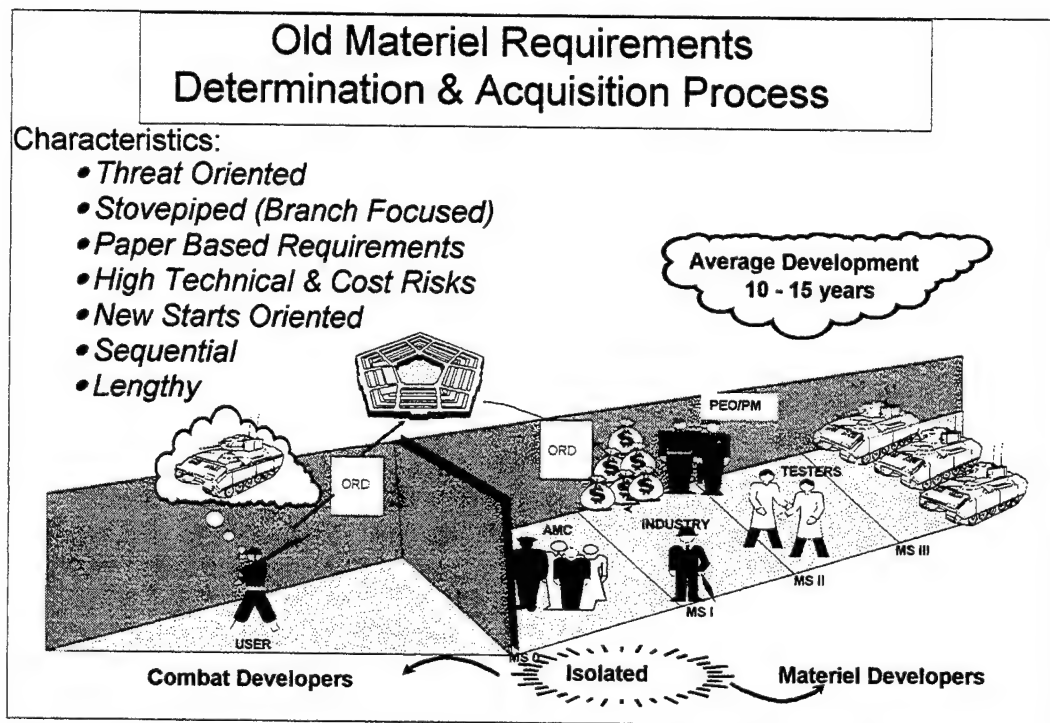 Old Materiel Requirements
Determination & Acquisition Process
Characteristics:
• Threat Oriented
• Stovepiped (Branch Focused)
• Paper Based Requirements
• High Technical & Cost Risks
• New Starts Oriented
• Sequential
• Lengthy
Average Development
10 - 15 years
PEO/PM
ORD
ORD
$ $ $ $ $ $ $
TESTERS
AMC
INDUSTRY
USER
MS 0
MS I
MS II
MS III
Combat Developers
Isolated
Materiel Developers